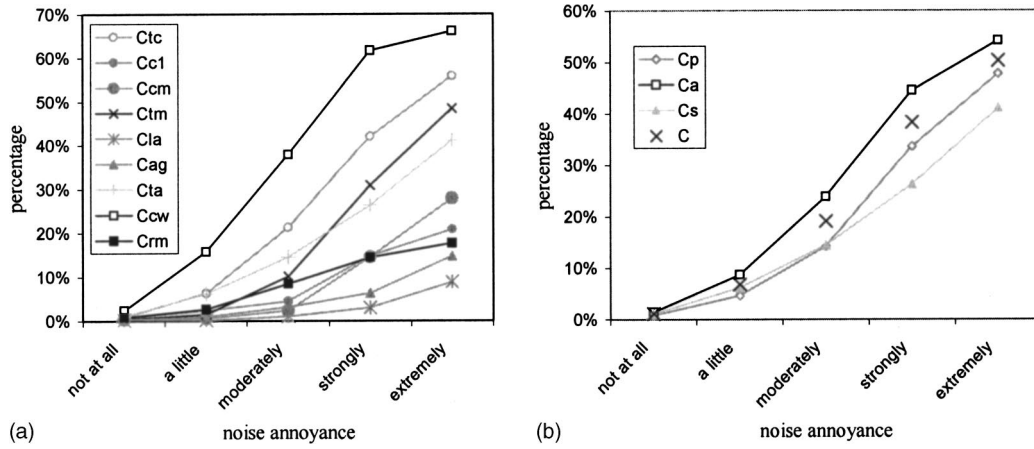 70%
60%
50%
40%
30%
20%
10%
0%
percentage
Ctc
Cc1
Ccm
Ctm
Cla
Cag
Cta
Ccw
Crm
not at all
a little
moderately
strongly
extremely
noise annoyance
(a)
60%
50%
40%
30%
20%
10%
0%
percentage
Cp
Ca
Cs
C
not at all
a little
moderately
strongly
extremely
noise annoyance
(b)